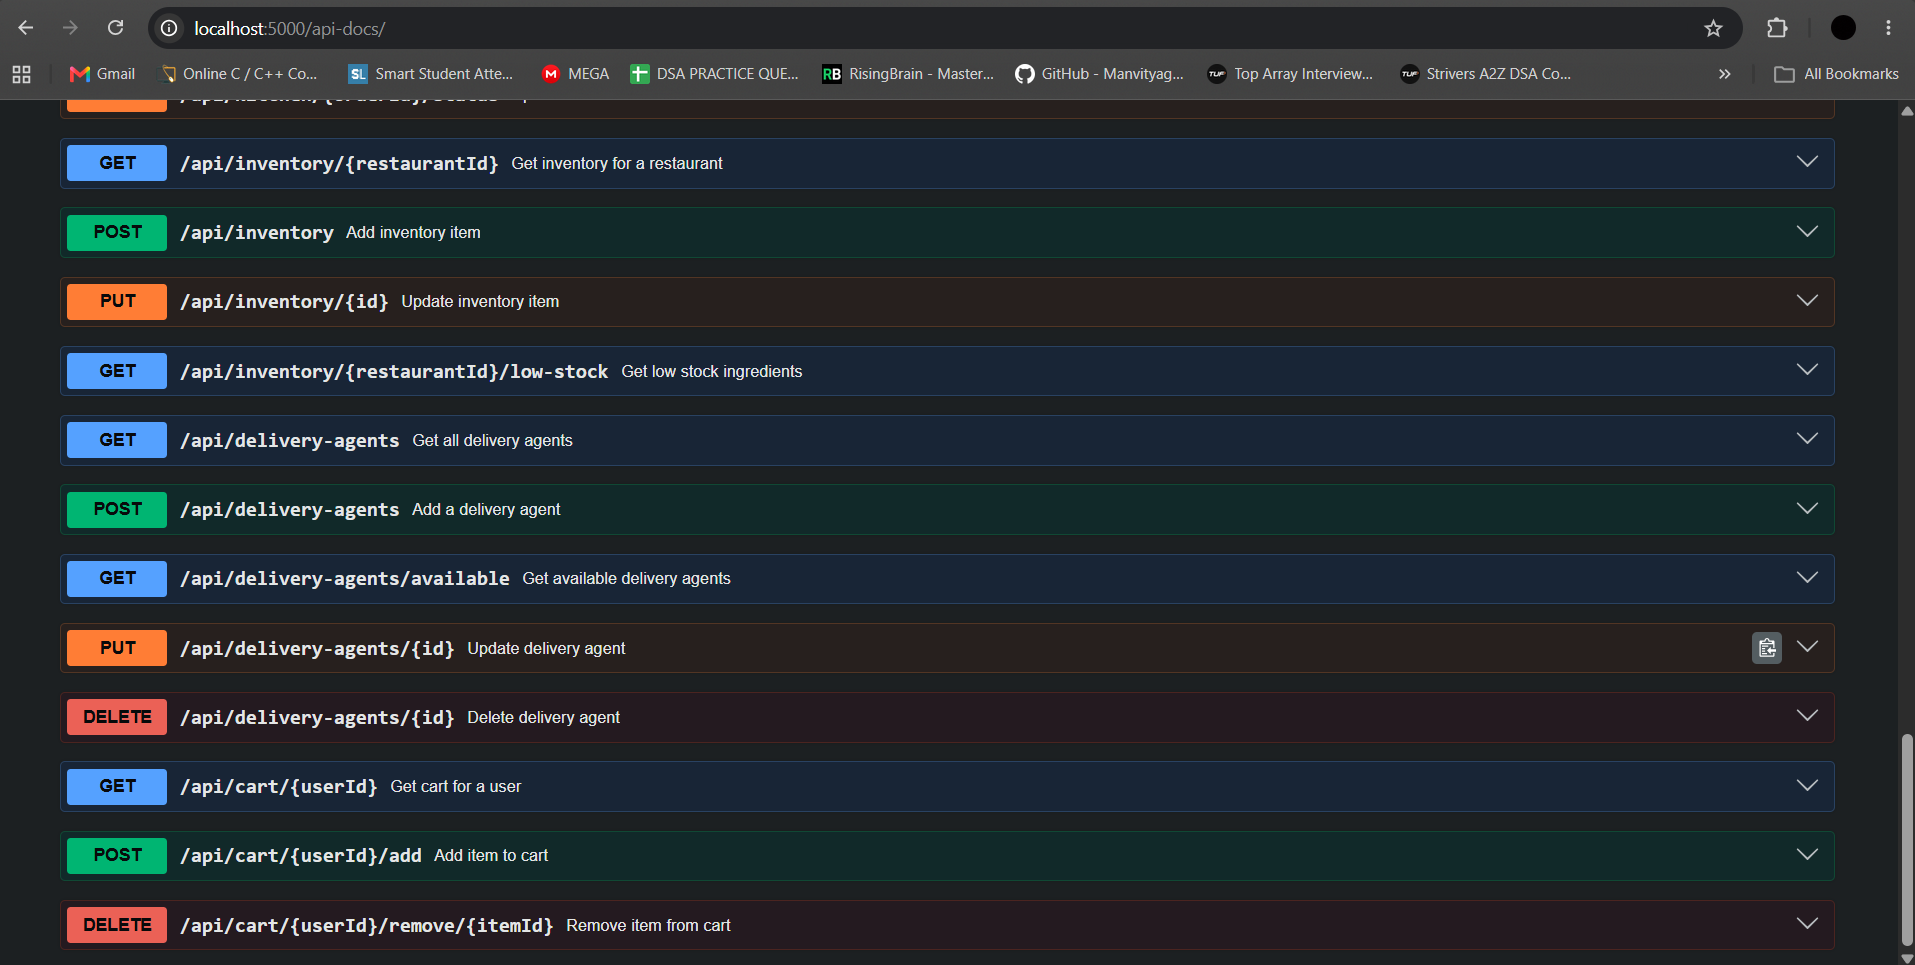 localhost:5000/api-docs/
Gmail Online C / C++ Co... SL Smart Student Atte... M MEGA DSA PRACTICE QUE... RB RisingBrain - Master... GitHub - Manvityag... TUF Top Array Interview... TUF Strivers A2Z DSA Co... » All Bookmarks
GET /api/inventory/{restaurantId} Get inventory for a restaurant
POST /api/inventory Add inventory item
PUT /api/inventory/{id} Update inventory item
GET /api/inventory/{restaurantId}/low-stock Get low stock ingredients
GET /api/delivery-agents Get all delivery agents
POST /api/delivery-agents Add a delivery agent
GET /api/delivery-agents/available Get available delivery agents
PUT /api/delivery-agents/{id} Update delivery agent
DELETE /api/delivery-agents/{id} Delete delivery agent
GET /api/cart/{userId} Get cart for a user
POST /api/cart/{userId}/add Add item to cart
DELETE /api/cart/{userId}/remove/{itemId} Remove item from cart